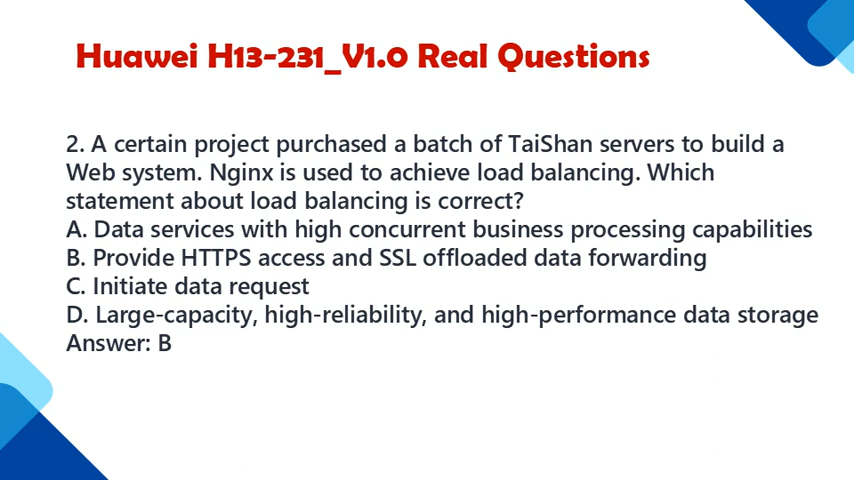 Huawei H13-231_V1.0 Real Questions
2. A certain project purchased a batch of TaiShan servers to build a
Web system. Nginx is used to achieve load balancing. Which
statement about load balancing is correct?
A. Data services with high concurrent business processing capabilities
B. Provide HTTPS access and SSL offloaded data forwarding
C. Initiate data request
D. Large-capacity, high-reliability, and high-performance data storage
Answer: B